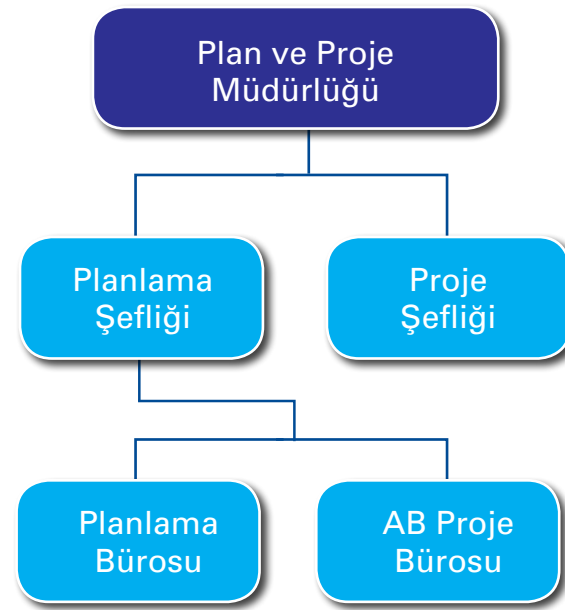 Plan ve Proje
Müdürlüğü
Planlama
Şefliği
Proje
Şefliği
Planlama
Bürosu
AB Proje
Bürosu